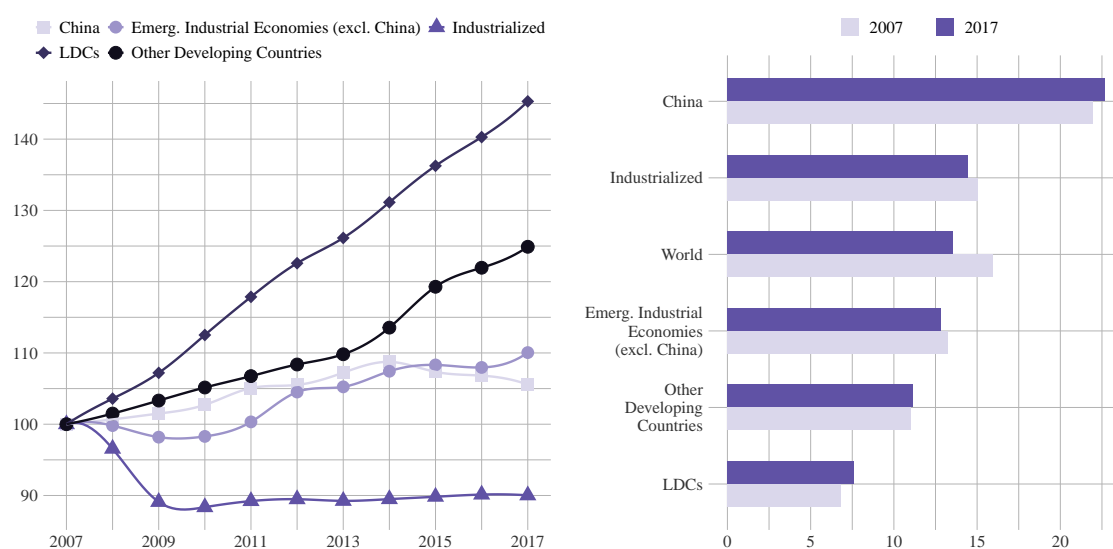 China Emerg. Industrial Economies (excl. China) Industrialized
LDCs Other Developing Countries
140
130
120
110
100
90
2007 2009 2011 2013 2015 2017
2007 2017
China
Industrialized
World
Emerg. Industrial
Economies
(excl. China)
Other
Developing
Countries
LDCs
0 5 10 15 20